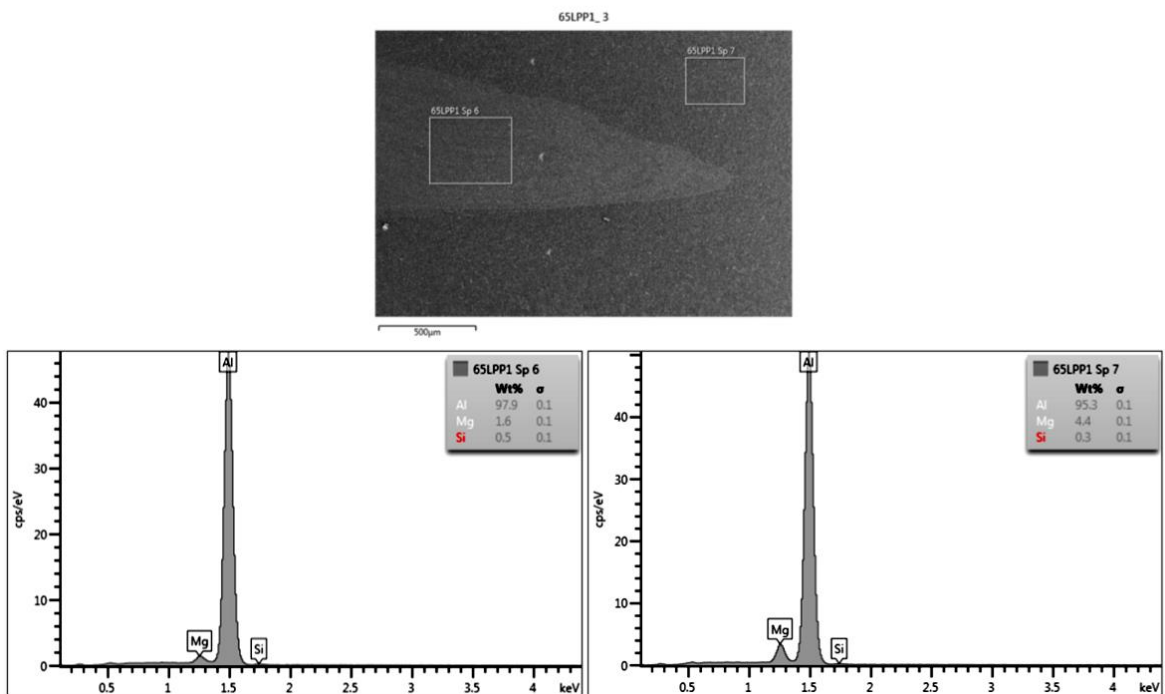 65LPP1_ 3
65LPP1 Sp 7
65LPP1 Sp 6
500µm
Al
65LPP1 Sp 6
Wt% σ
Al 97.9 0.1
Mg 1.6 0.1
Si 0.5 0.1
40
30
20
10
0
cps/eV
Mg
Si
0.5 1 1.5 2 2.5 3 3.5 4 keV
Al
65LPP1 Sp 7
Wt% σ
Al 95.3 0.1
Mg 4.4 0.1
Si 0.3 0.1
40
30
20
10
0
cps/eV
Mg
Si
0.5 1 1.5 2 2.5 3 3.5 4 keV